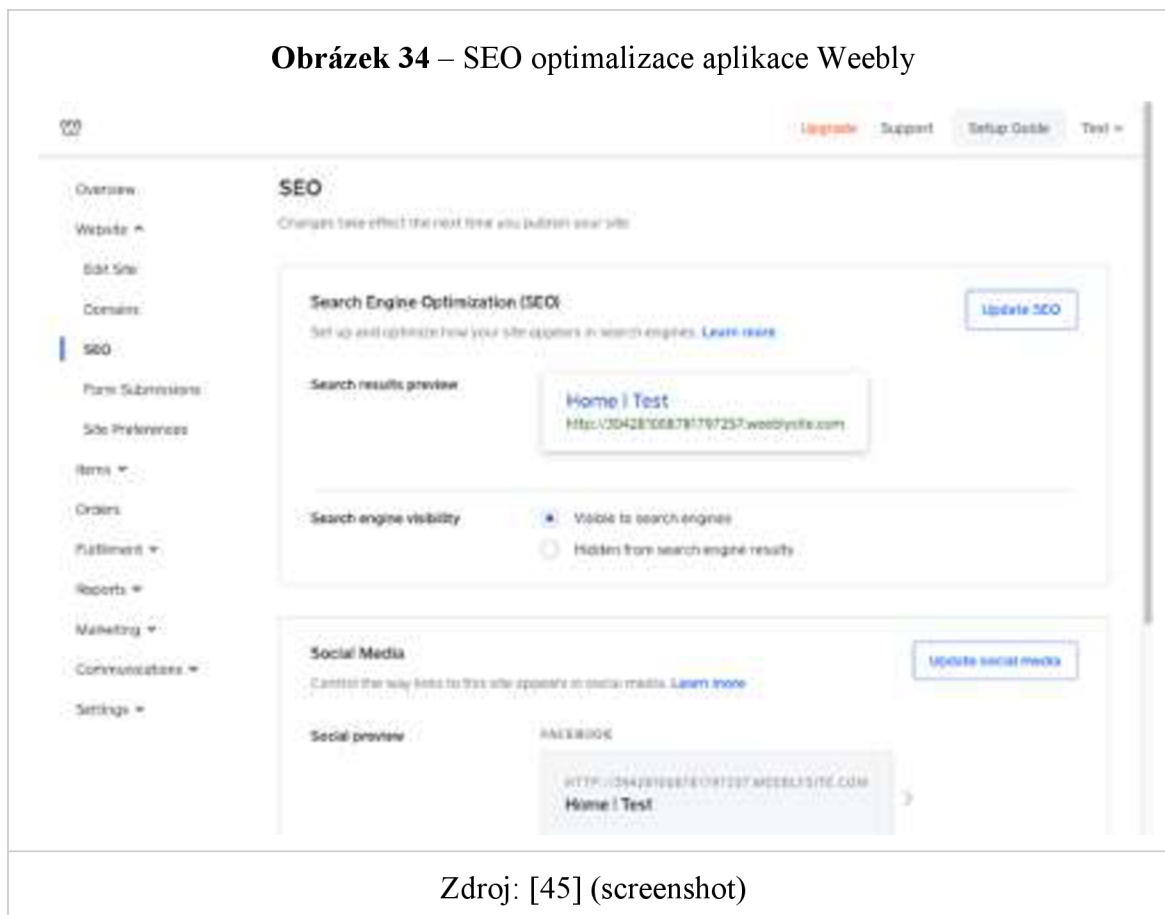 Obrázek 34 – SEO optimalizace aplikace Weebly
Upgrade Support Setup Guide Test
Overview
SEO
Changes take effect the next time you publish your site.
Website
Edit Site
Domains
Search Engine Optimization (SEO)
Update SEO
Set up and optimize how your site appears in search engines. Learn more
SEO
Form Submissions
Search results preview
Home | Test
Site Preferences
Items
Orders
Search engine visibility
Visible to search engines
Fulfillment
Hidden from search engine results
Reports
Marketing
Social Media
Update social media
Communications
Control the way links to this site appears in social media. Learn more
Settings
Social preview
FACEBOOK
Home | Test
Zdroj: [45] (screenshot)